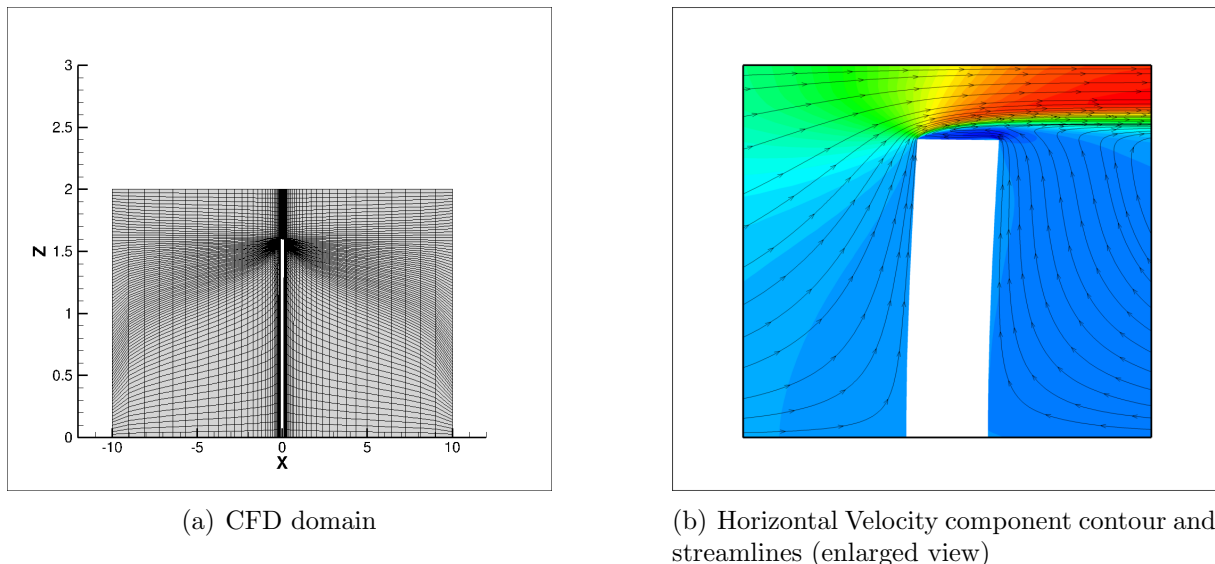 3
2.5
2
1.5
1
0.5
0
Z
-10 -5 0 5 10
X
(a) CFD domain
(b) Horizontal Velocity component contour and
streamlines (enlarged view)